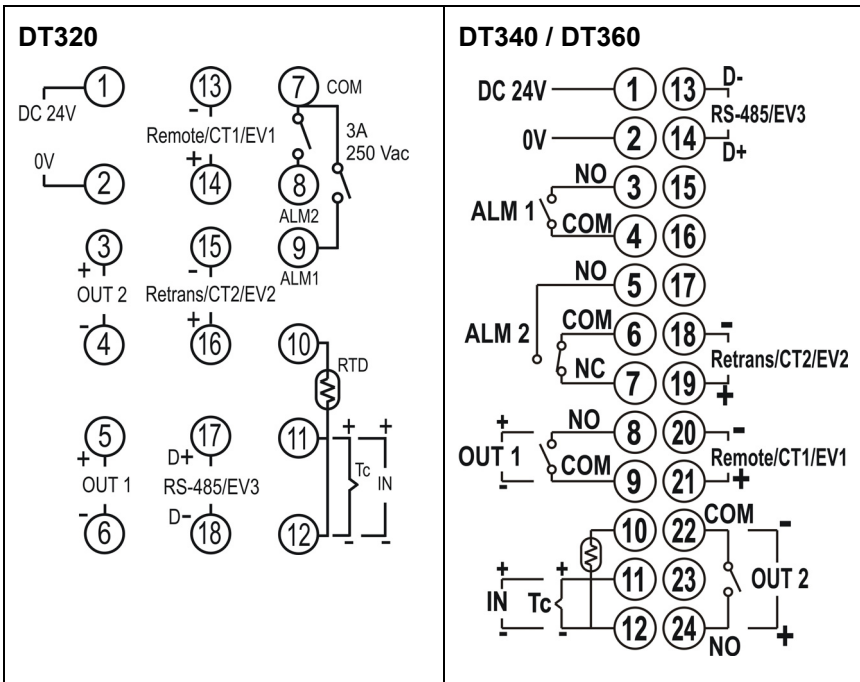 DT320
1 13 7 COM
DC 24V
-
Remote/CT1/EV1
3A
250 Vac
0V
+
2 14 8
ALM2
3 15 9
+
-
ALM1
OUT 2
Retrans/CT2/EV2
-
+
4 16 10
RTD
5 17 11
+ +
+
D+
OUT 1
RS-485/EV3
Tc IN
-
D-
6 18 12
- -
DT340 / DT360
DC 24V 1 13 D-
RS-485/EV3
0V 2 14 D+
NO 3 15
ALM 1
COM 4 16
NO 5 17
ALM 2
COM 6 18 -
Retrans/CT2/EV2
NC 7 19 +
+ NO 8 20 -
OUT 1
Remote/CT1/EV1
- COM 9 21 +
10 22 COM -
+ + 11 23
OUT 2
IN Tc
- - 12 24 NO +